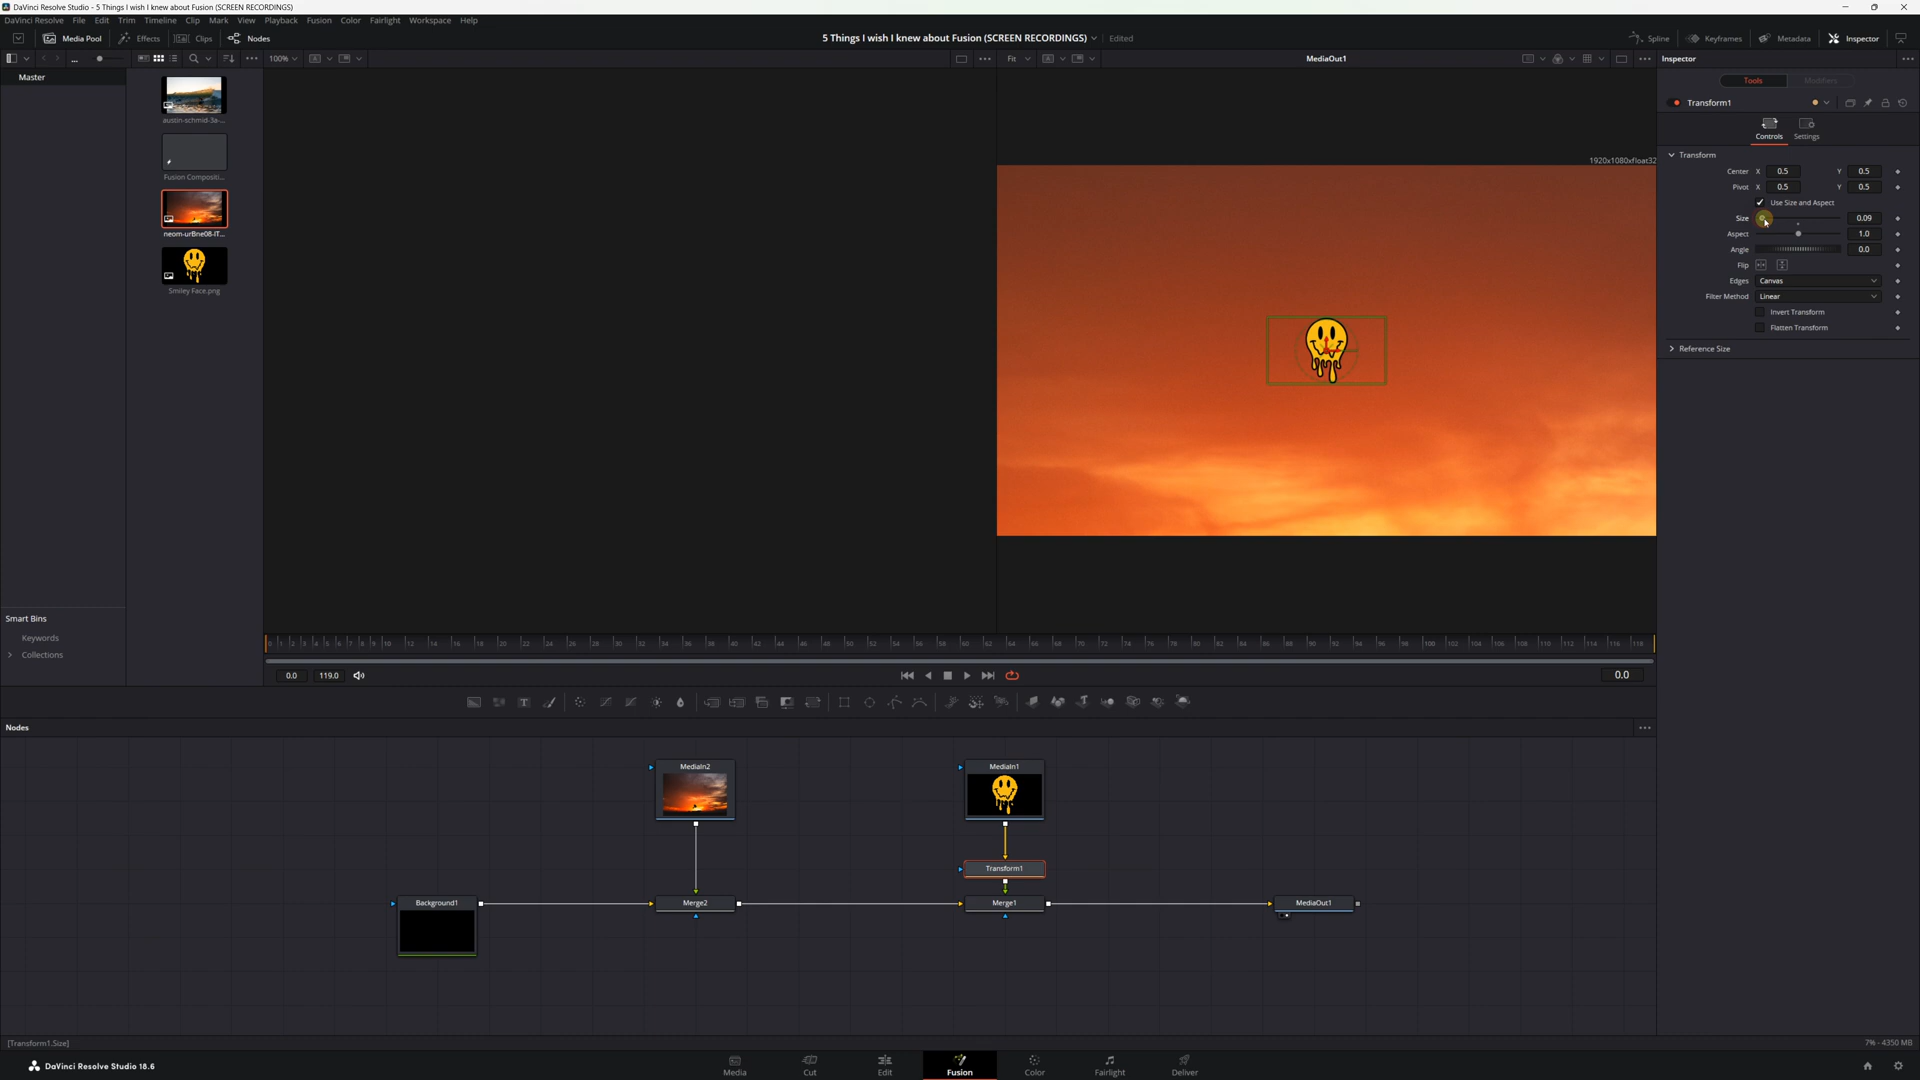 DaVinci Resolve Studio - 5 Things I wish I knew about Fusion (SCREEN RECORDINGS)
DaVinci Resolve File Edit Trim Timeline Clip Mark View Playback Fusion Color Fairlight Workspace Help
Media Pool Effects Clips Nodes 5 Things I wish I knew about Fusion (SCREEN RECORDINGS) Edited Spline Keyframes Metadata Inspector
100% Fit MediaOut1 Inspector
Master
Tools Modifiers
Transform1
austin-schmid-3a-...
Controls Settings
Transform
1920x1080xfloat32
Center X 0.5 Y 0.5
Fusion Compositi...
Pivot X 0.5 Y 0.5
Use Size and Aspect
Size 0.09
neom-urBne08-IT...
Aspect 1.0
Angle 0.0
Flip
Edges Canvas
Smiley Face.png
Filter Method Linear
Invert Transform
Flatten Transform
Reference Size
Smart Bins
Keywords
Collections
0.0 119.0 0.0
Nodes
MediaIn2 MediaIn1
Transform1
Background1 Merge2 Merge1 MediaOut1
[Transform1.Size] 7% - 4350 MB
DaVinci Resolve Studio 18.6 Media Cut Edit Fusion Color Fairlight Deliver